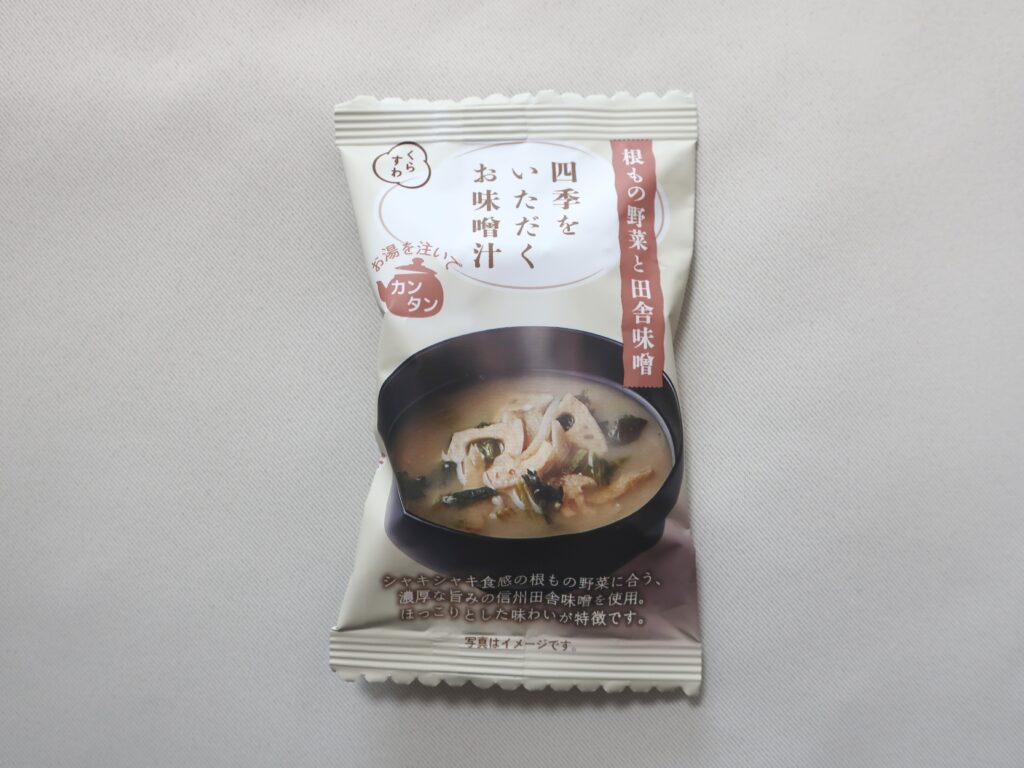 くら
すわ
四季を
いただく
お味噌汁
根もの野菜と田舎味噌
お湯を注いで
カン
タン
シャキシャキ食感の根もの野菜に合う、
濃厚な旨みの信州田舎味噌を使用。
ほっこりとした味わいが特徴です。
写真はイメージです。